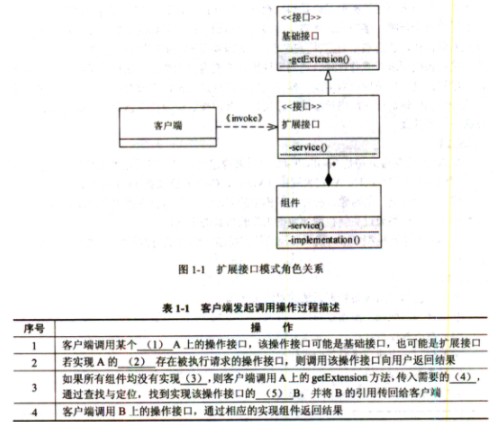 <<接口>>
基础接口
-getExtension()
客户端
《invoke》
<<接口>>
扩展接口
-service()
*
组件
-service()
-implementation()
图 1-1 扩展接口模式角色关系
表 1-1 客户端发起调用操作过程描述
序号 操 作
1 客户端调用某个 (1) A 上的操作接口,该操作接口可能是基础接口,也可能是扩展接口
2 若实现 A 的 (2) 存在被执行请求的操作接口,则调用该操作接口向用户返回结果
3 如果所有组件均没有实现 (3) ,则客户端调用 A 上的 getExtension 方法,传入需要的 (4) ,
通过查找与定位,找到实现该操作接口的 (5) B,并将 B 的引用传回给客户端
4 客户端调用 B 上的操作接口,通过相应的实现组件返回结果